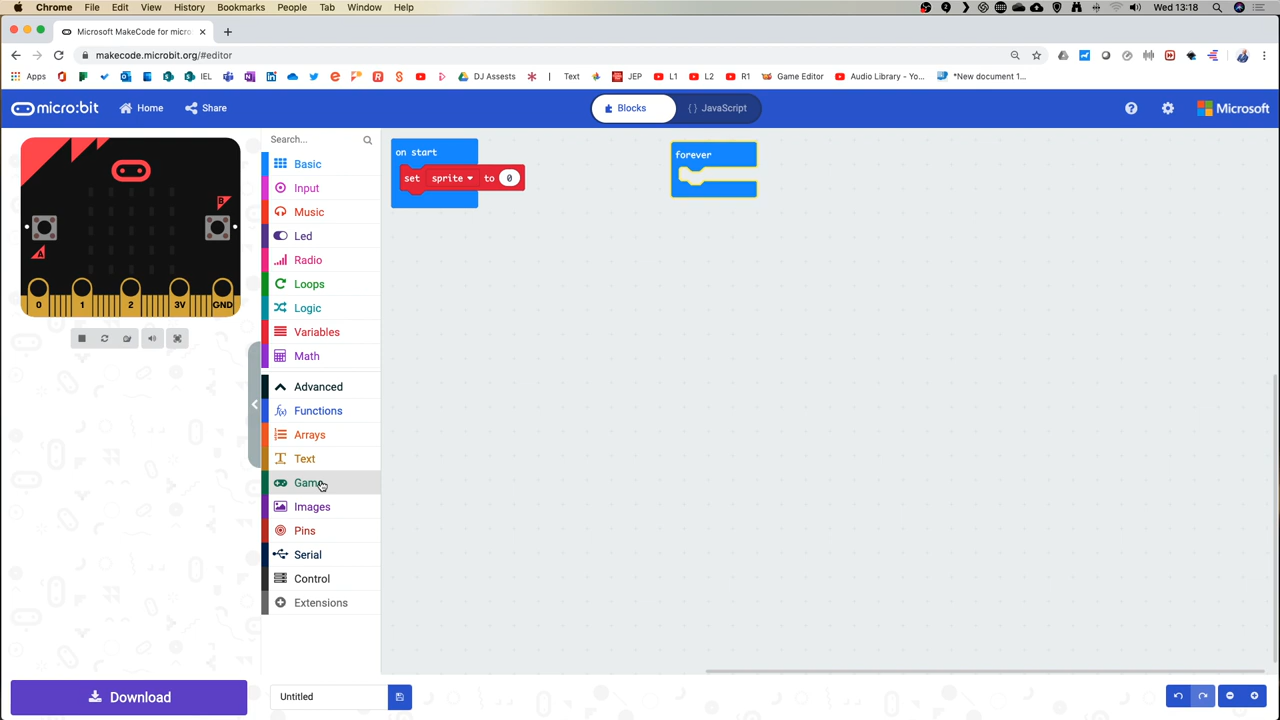 Chrome File Edit View History Bookmarks People Tab Window Help Wed 13:18
Microsoft MakeCode for micro
makecode.microbit.org/#editor
Apps IEL DJ Assests Text JEP L1 L2 R1 Game Editor Audio Library - Yo... *New document 1...
micro:bit Home Share Blocks { } JavaScript Microsoft
Search...
on start
set sprite to 0
forever
Basic
Input
Music
Led
Radio
Loops
Logic
Variables
Math
Advanced
Functions
Arrays
Text
Game
Images
Pins
Serial
Control
Extensions
B
A
0 1 2 3V GND
Download
Untitled